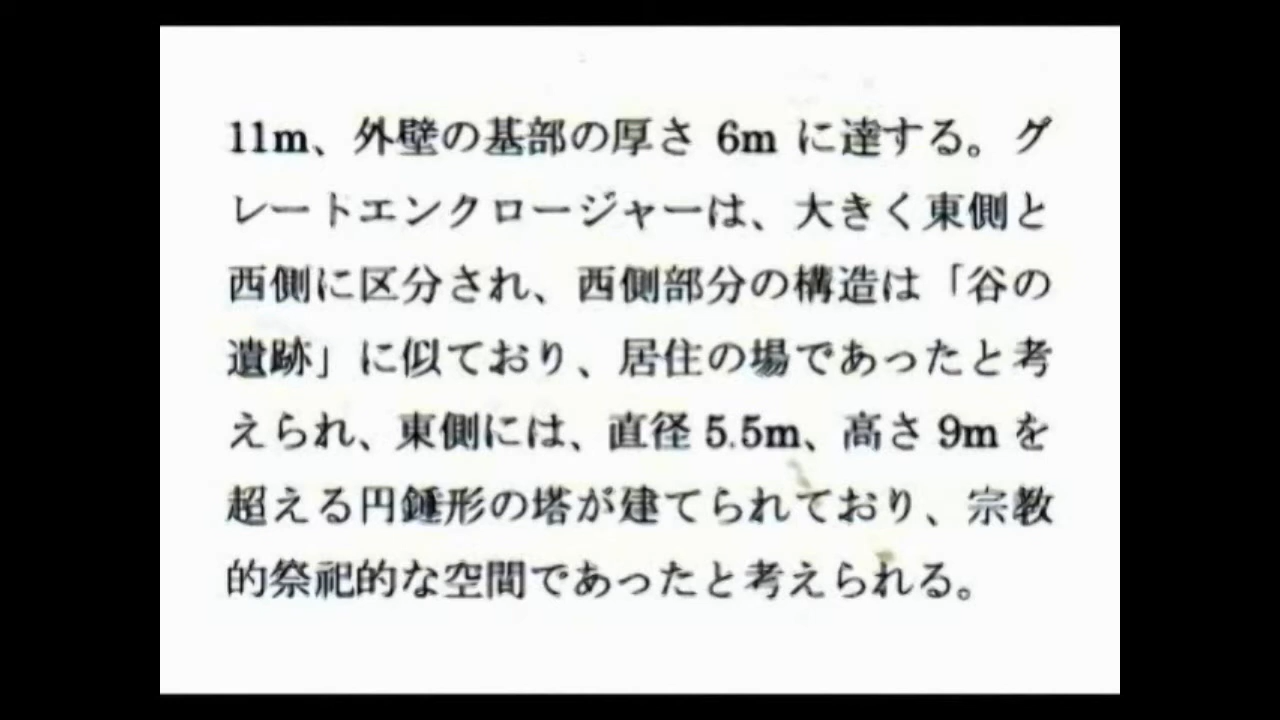 11m、外壁の基部の厚さ 6m に達する。グ
レートエンクロージャーは、大きく東側と
西側に区分され、西側部分の構造は「谷の
遺跡」に似ており、居住の場であったと考
えられ、東側には、直径 5.5m、高さ 9m を
超える円錘形の塔が建てられており、宗教
的祭祀的な空間であったと考えられる。